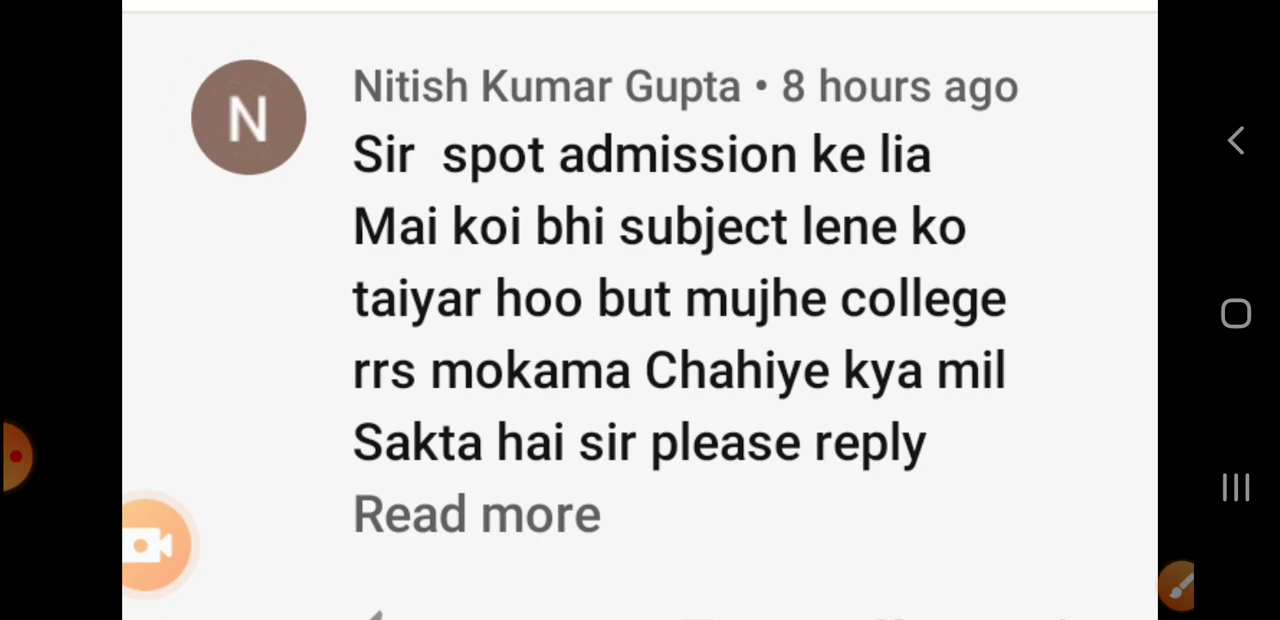 N
Nitish Kumar Gupta • 8 hours ago
Sir spot admission ke lia
Mai koi bhi subject lene ko
taiyar hoo but mujhe college
rrs mokama Chahiye kya mil
Sakta hai sir please reply
Read more